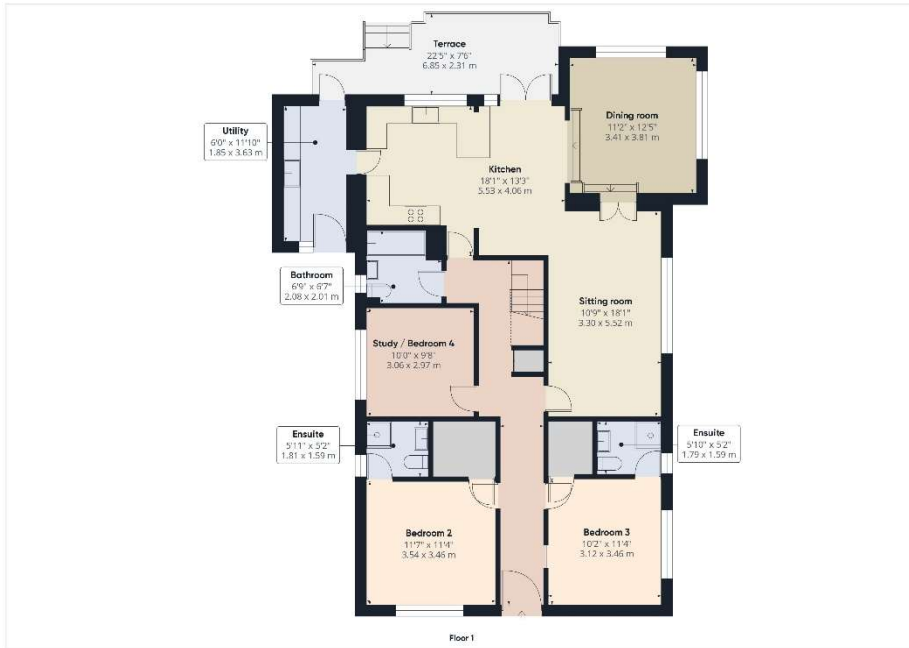 Terrace
22'5" x 7'6"
6.85 x 2.31 m
Dining room
11'2" x 12'5"
3.41 x 3.81 m
Utility
6'0" x 11'10"
1.85 x 3.63 m
Kitchen
18'1" x 13'3"
5.53 x 4.06 m
Bathroom
6'9" x 6'7"
2.08 x 2.01 m
Sitting room
10'9" x 18'1"
3.30 x 5.52 m
Study / Bedroom 4
10'0" x 9'8"
3.06 x 2.97 m
Ensuite
5'11" x 5'2"
1.81 x 1.59 m
Ensuite
5'10" x 5'2"
1.79 x 1.59 m
Bedroom 2
11'7" x 11'4"
3.54 x 3.46 m
Bedroom 3
10'2" x 11'4"
3.12 x 3.46 m
Floor 1